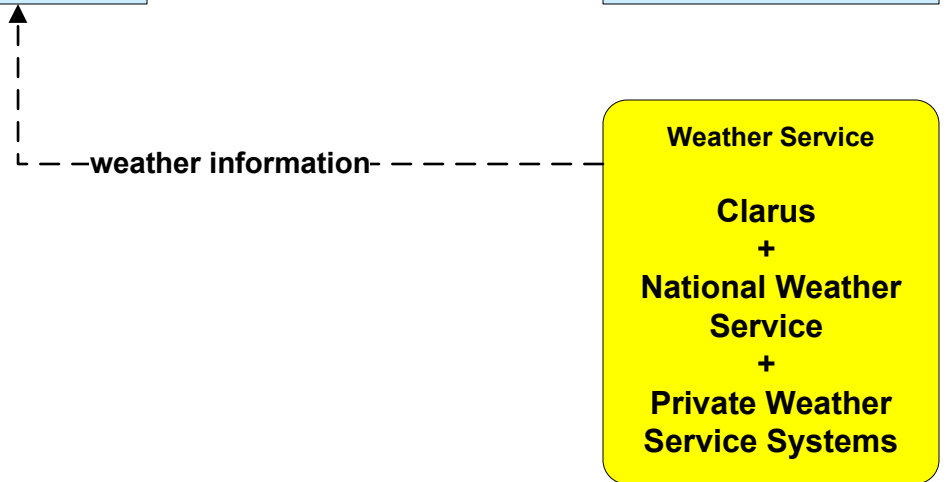 Weather Service
weather information
Clarus
+
National Weather
Service
+
Private Weather
Service Systems